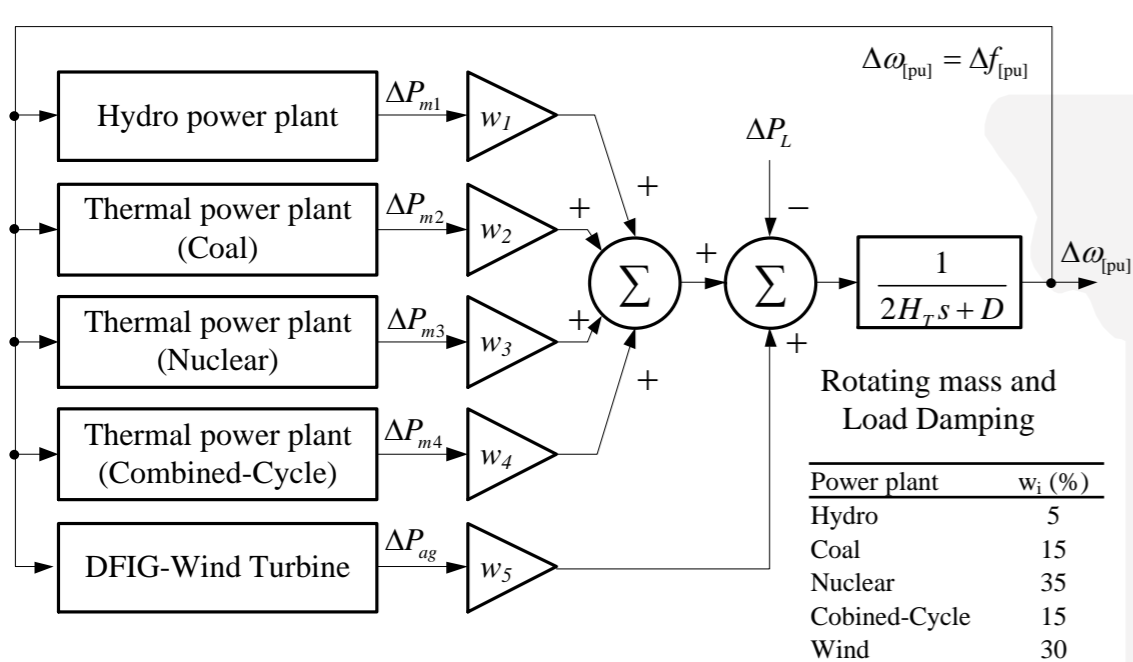 Δω[pu] = Δf[pu]
Hydro power plant
ΔPm1
w1
ΔPL
+
−
Thermal power plant
(Coal)
ΔPm2
w2
+
+
Σ
Σ
1
2HT s + D
Δω[pu]
Thermal power plant
(Nuclear)
ΔPm3
w3
+
+
+
Rotating mass and
Load Damping
Thermal power plant
(Combined-Cycle)
ΔPm4
w4
DFIG-Wind Turbine
ΔPag
w5
Power plant wi (%)
Hydro 5
Coal 15
Nuclear 35
Cobined-Cycle 15
Wind 30